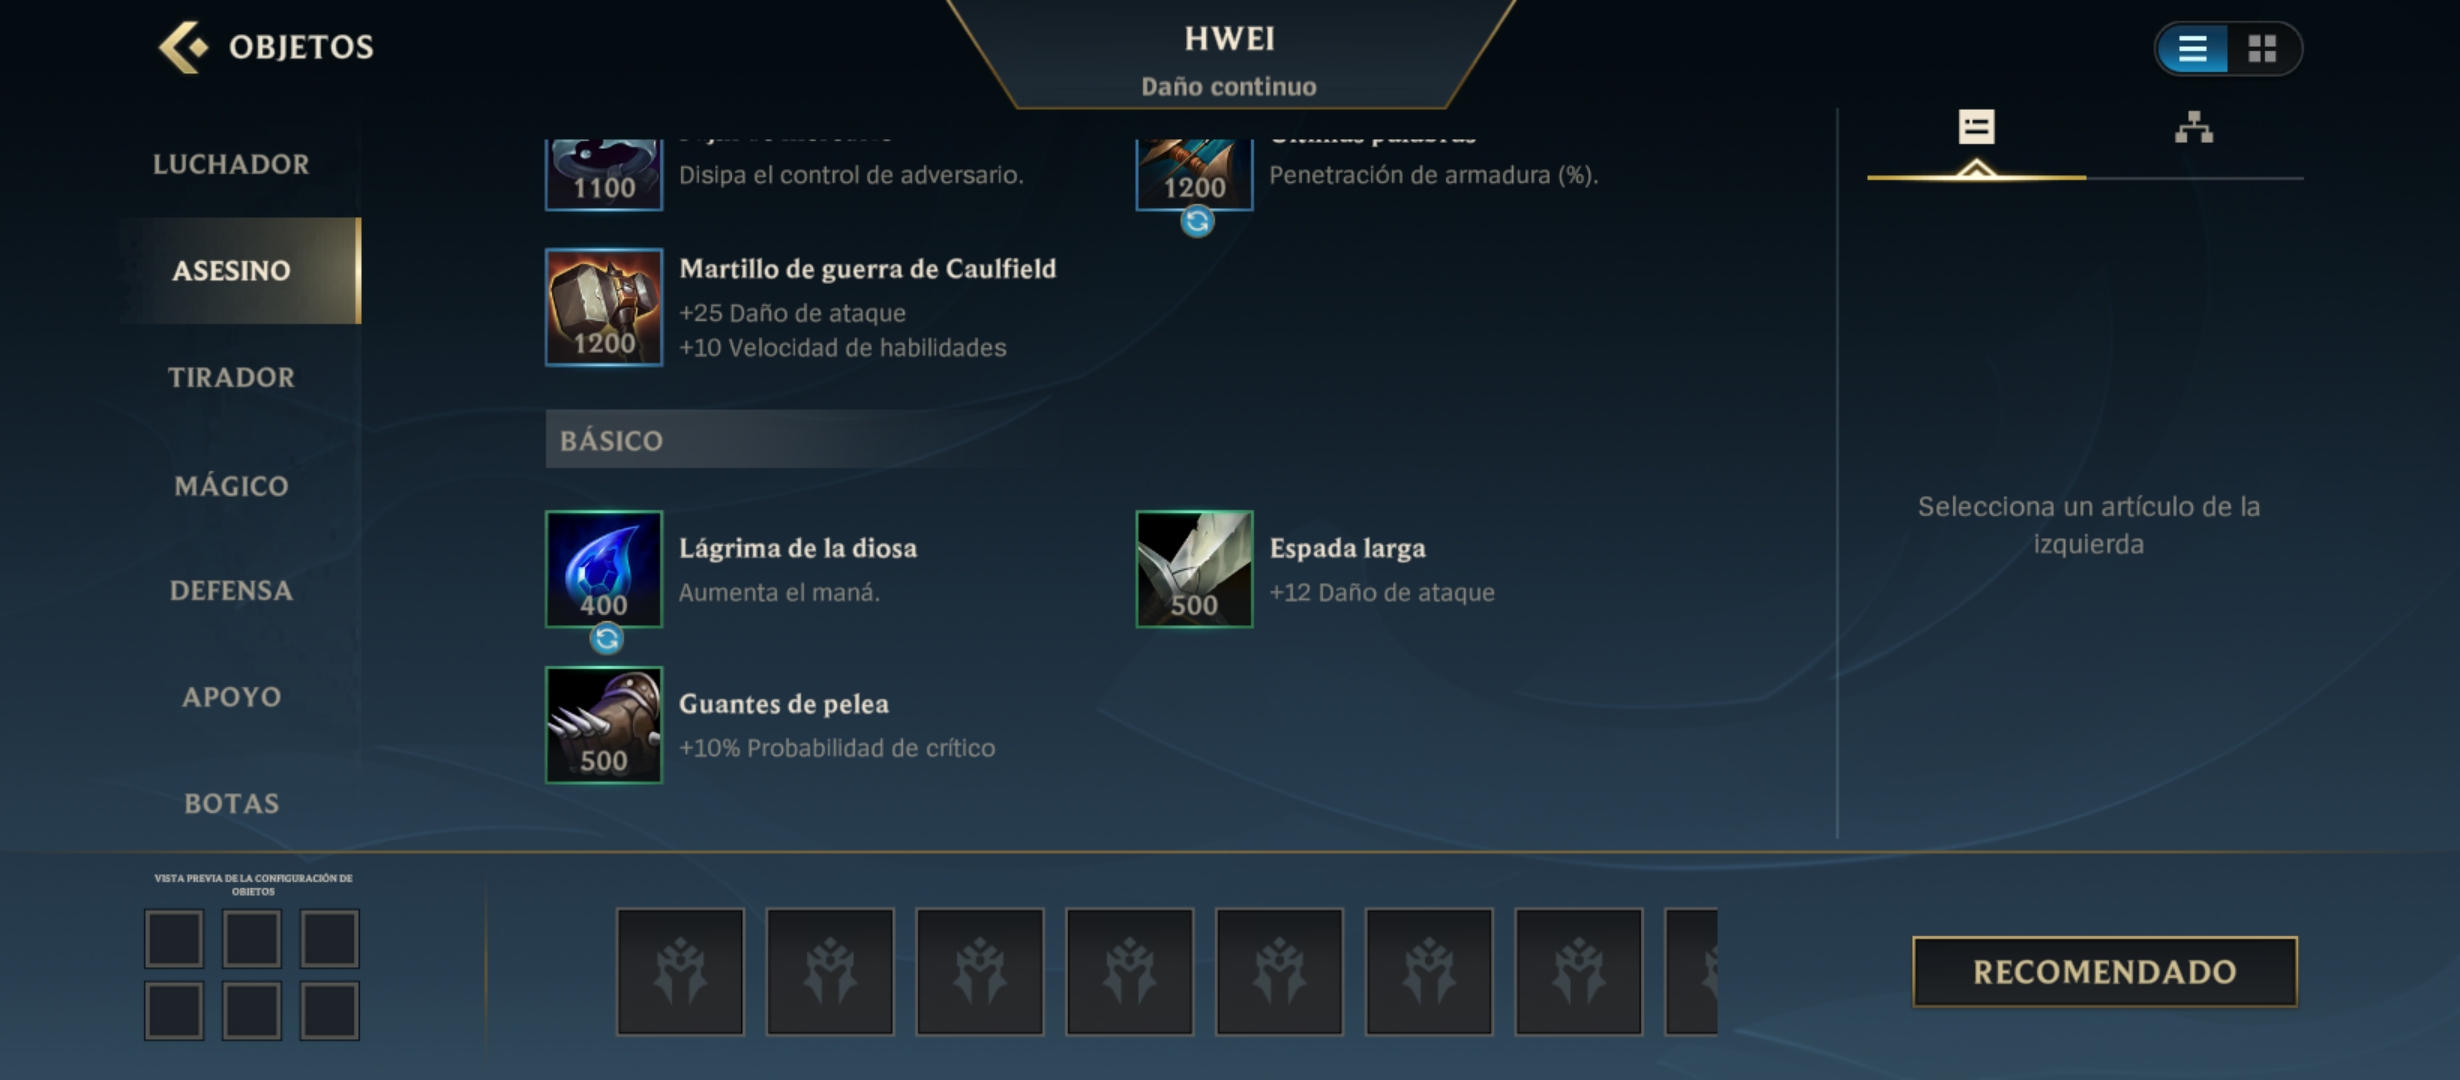 OBJETOS
HWEI
Daño continuo
LUCHADOR
ASESINO
TIRADOR
MÁGICO
DEFENSA
APOYO
BOTAS
1100
Disipa el control de adversario.
1200
Últimas palabras
Penetración de armadura (%).
1200
Martillo de guerra de Caulfield
+25 Daño de ataque
+10 Velocidad de habilidades
BÁSICO
400
Lágrima de la diosa
Aumenta el maná.
500
Espada larga
+12 Daño de ataque
500
Guantes de pelea
+10% Probabilidad de crítico
Selecciona un artículo de la
izquierda
VISTA PREVIA DE LA CONFIGURACIÓN DE
OBJETOS
RECOMENDADO